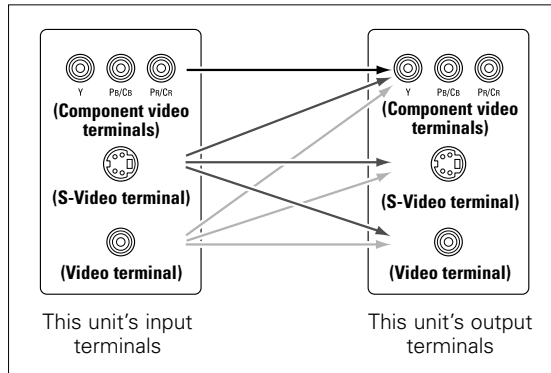 Y PB/CB PR/CR
(Component video
terminals)
(S-Video terminal)
(Video terminal)
This unit's input
terminals
Y PB/CB PR/CR
(Component video
terminals)
(S-Video terminal)
(Video terminal)
This unit's output
terminals